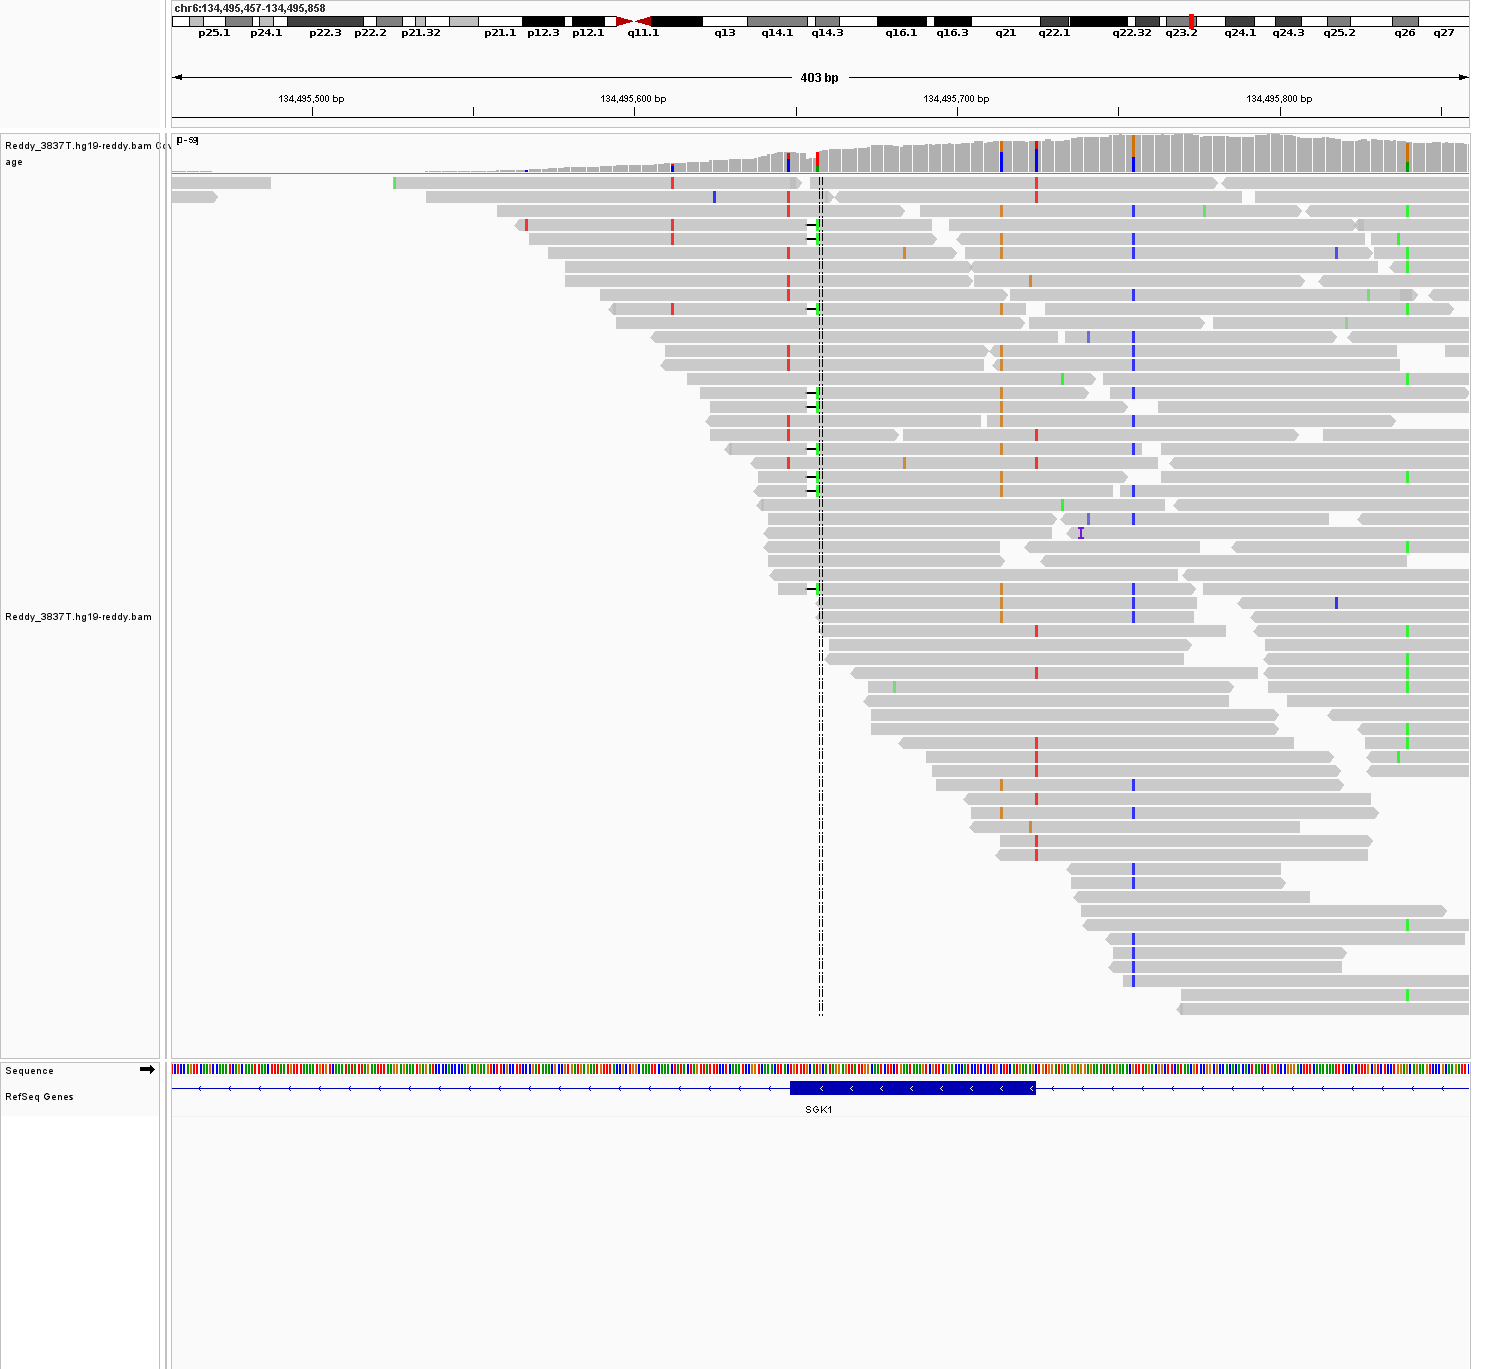 chr6:134,495,457-134,495,858
p25.1 p24.1 p22.3 p22.2 p21.32 p21.1 p12.3 p12.1 q11.1 q13 q14.1 q14.3 q16.1 q16.3 q21 q22.1 q22.32 q23.2 q24.1 q24.3 q25.2 q26 q27
403 bp
134,495,500 bp 134,495,600 bp 134,495,700 bp 134,495,800 bp
[0-59]
Reddy_3837T.hg19-reddy.bam Cov
age
Reddy_3837T.hg19-reddy.bam
Sequence
RefSeq Genes
SGK1